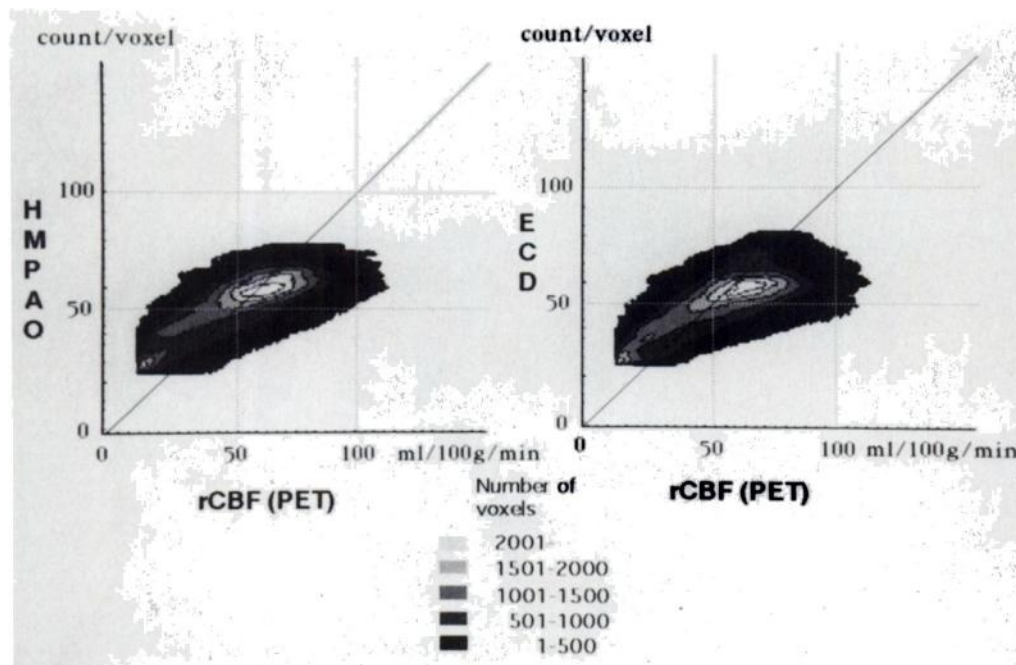 count/voxel
100
50
0
HMPAO
0 50 100 ml/100g/min
rCBF (PET)
count/voxel
100
50
0
ECD
0 50 100 ml/100g/min
rCBF (PET)
Number of
voxels
2001-
1501-2000
1001-1500
501-1000
1-500